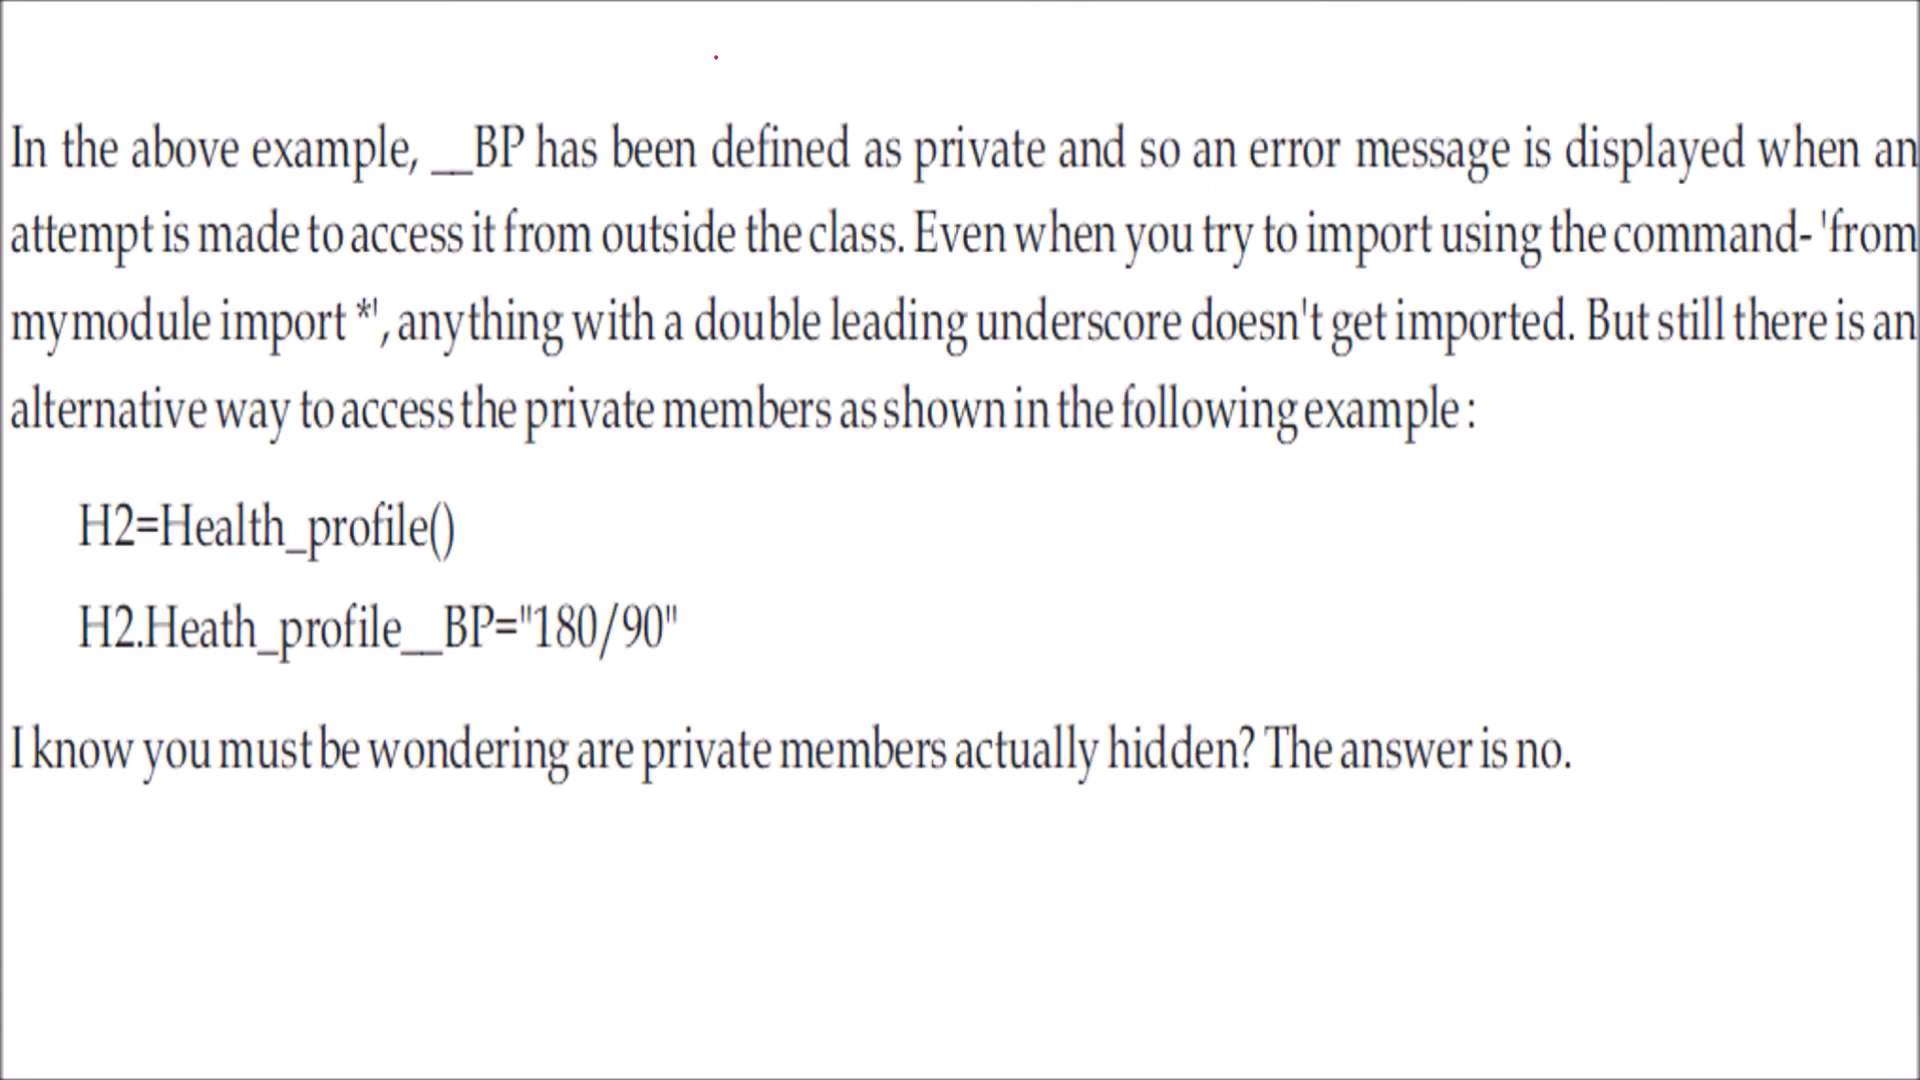 In the above example, __BP has been defined as private and so an error message is displayed when an
attempt is made to access it from outside the class. Even when you try to import using the command- 'from
mymodule import *', anything with a double leading underscore doesn't get imported. But still there is an
alternative way to access the private members as shown in the following example :
H2=Health_profile()
H2.Heath_profile__BP="180/90"
I know you must be wondering are private members actually hidden? The answer is no.